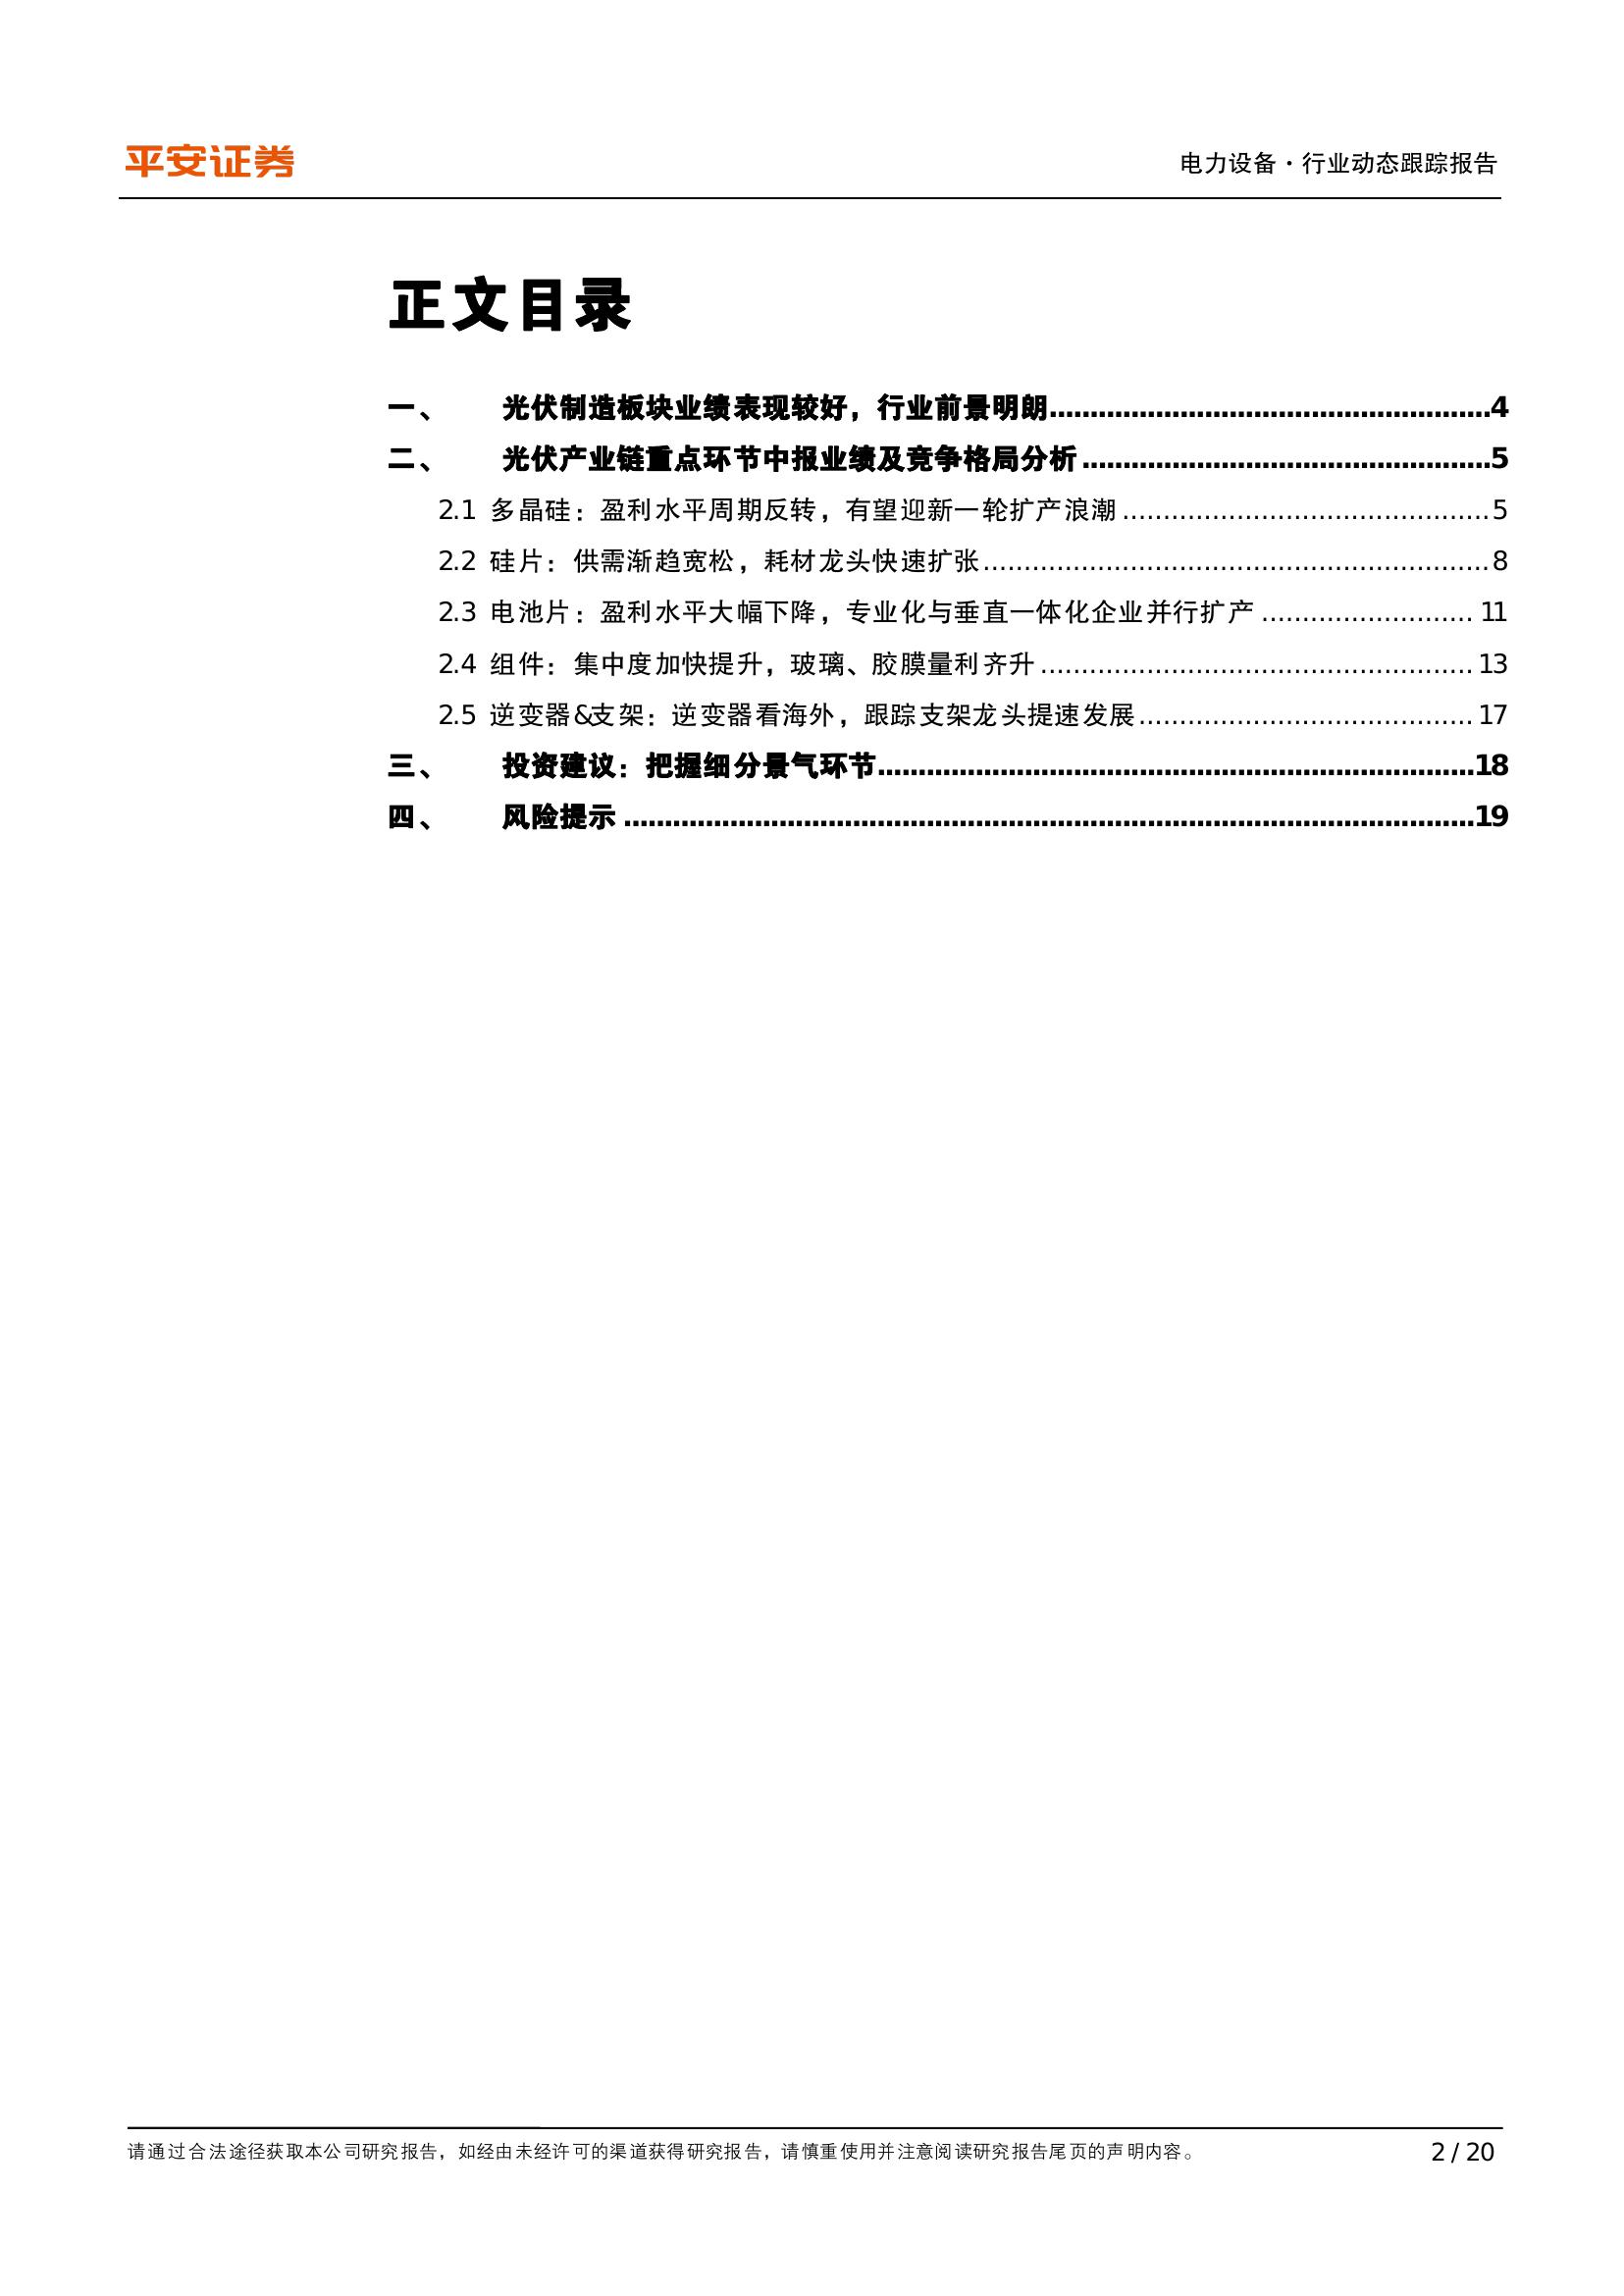 平安证券
电力设备·行业动态跟踪报告
正文目录
一、 光伏制造板块业绩表现较好，行业前景明朗......................................................4
二、 光伏产业链重点环节中报业绩及竞争格局分析..................................................5
2.1 多晶硅：盈利水平周期反转，有望迎新一轮扩产浪潮.............................................5
2.2 硅片：供需渐趋宽松，耗材龙头快速扩张..............................................................8
2.3 电池片：盈利水平大幅下降，专业化与垂直一体化企业并行扩产.......................... 11
2.4 组件：集中度加快提升，玻璃、胶膜量利齐升..................................................... 13
2.5 逆变器&支架：逆变器看海外，跟踪支架龙头提速发展......................................... 17
三、 投资建议：把握细分景气环节.........................................................................18
四、 风险提示........................................................................................................19
请通过合法途径获取本公司研究报告，如经由未经许可的渠道获得研究报告，请慎重使用并注意阅读研究报告尾页的声明内容。
2 / 20